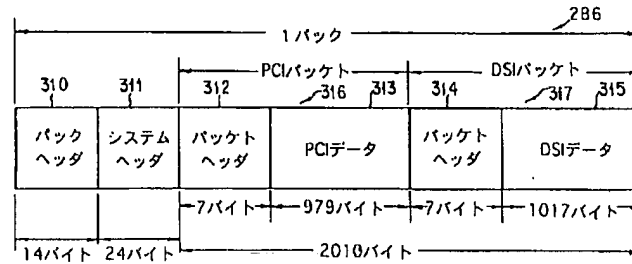 286
1パック
PCIパケット
DSIパケット
310
311
312
316
313
314
317
315
パック
ヘッダ
システム
ヘッダ
パケット
ヘッダ
PCIデータ
パケット
ヘッダ
DSIデータ
7バイト
979バイト
7バイト
1017バイト
14バイト
24バイト
2010バイト